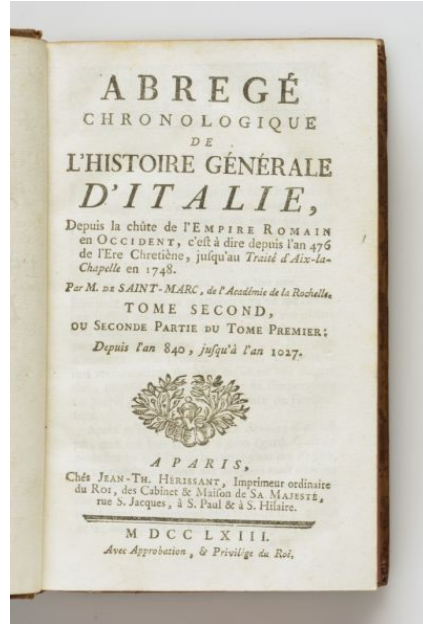 ABREGÉ
CHRONOLOGIQUE
DE
L'HISTOIRE GÉNÉRALE
D'ITALIE,
Depuis la chûte de l'EMPIRE ROMAIN
en OCCIDENT, c'est à dire depuis l'an 476
de l'Ere Chretiène, jusqu'au Traité d'Aix-la-
Chapelle en 1748.
Par M. DE SAINT-MARC, de l'Académie de la Rochelle.
TOME SECOND,
OU SECONDE PARTIE DU TOME PREMIER:
Depuis l'an 840, jusqu'à l'an 1027.
A PARIS,
Chés JEAN-TH. HERISSANT, Imprimeur ordinaire
du ROI, des Cabinet & Maison de SA MAJESTÉ,
rue S. Jacques, à S. Paul & à S. Hilaire.
M DCC LXIII.
Avec Approbation, & Privilége du Roi.